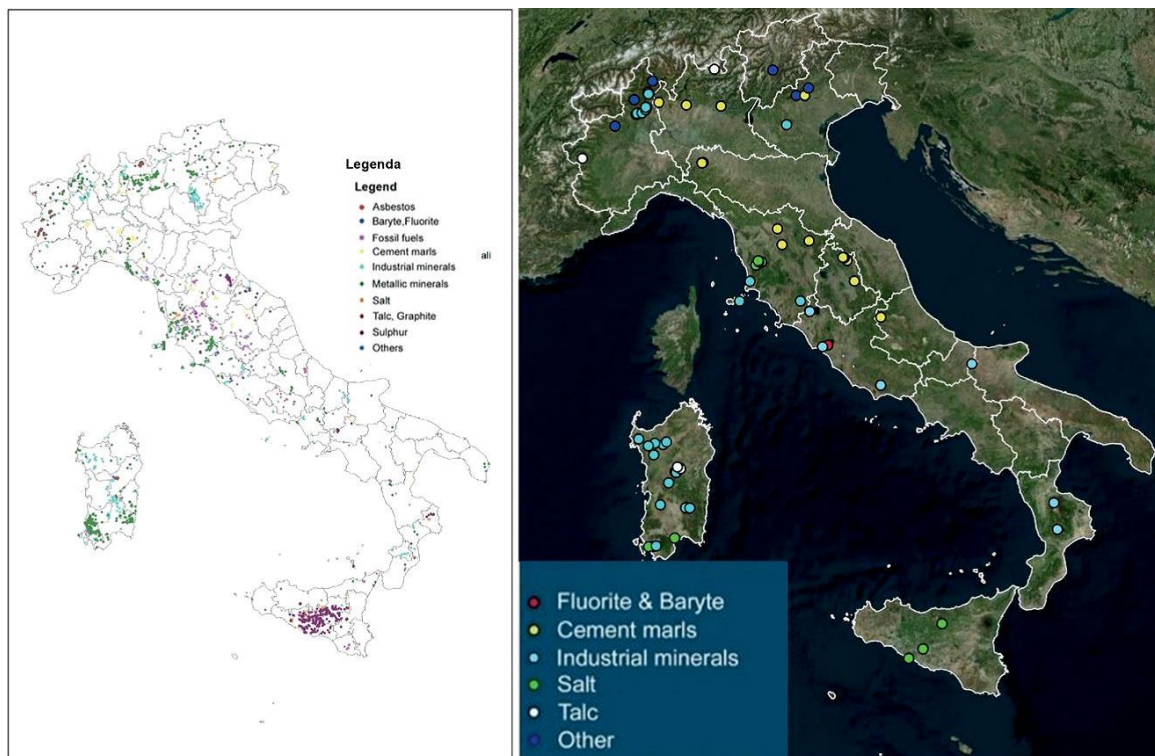 Legenda
Legend
Asbestos
Baryte,Fluorite
Fossil fuels
Cement marls
Industrial minerals
Metallic minerals
Salt
Talc, Graphite
Sulphur
Others
ali
Fluorite & Baryte
Cement marls
Industrial minerals
Salt
Talc
Other